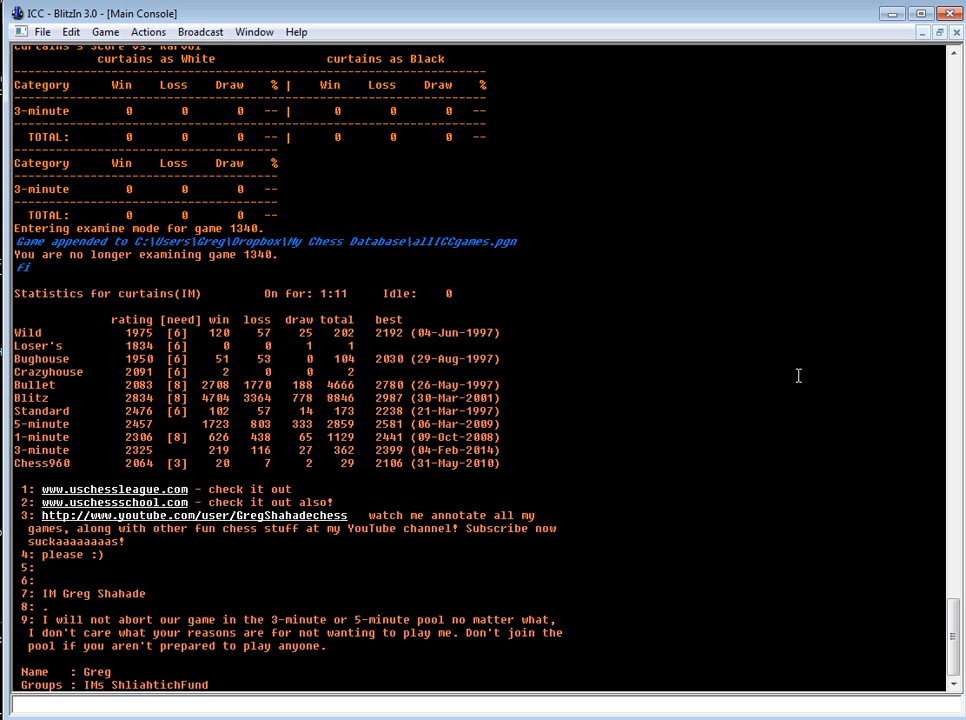 ICC - BlitzIn 3.0 - [Main Console]
File Edit Game Actions Broadcast Window Help
curtains's Score vs. Karvol
curtains as White curtains as Black
Category Win Loss Draw % | Win Loss Draw %
3-minute 0 0 0 -- | 0 0 0 --
TOTAL: 0 0 0 -- | 0 0 0 --
Category Win Loss Draw %
3-minute 0 0 0 --
TOTAL: 0 0 0 --
Entering examine mode for game 1340.
Game appended to C:\Users\Greg\Dropbox\My Chess Database\allICCgames.pgn
You are no longer examining game 1340.
fi
Statistics for curtains(IM) On for: 1:11 Idle: 0
rating [need] win loss draw total best
Wild 1975 [6] 120 57 25 202 2192 (04-Jun-1997)
Loser's 1834 [6] 0 0 1 1
Bughouse 1950 [6] 51 53 0 104 2030 (29-Aug-1997)
Crazyhouse 2091 [6] 2 0 0 2
Bullet 2083 [8] 2708 1770 188 4666 2780 (26-May-1997)
Blitz 2834 [8] 4704 3364 778 8846 2987 (30-Mar-2001)
Standard 2476 [6] 102 57 14 173 2238 (21-Mar-1997)
5-minute 2457 1723 803 333 2859 2581 (06-Mar-2009)
1-minute 2306 [8] 626 438 65 1129 2441 (09-Oct-2008)
3-minute 2325 219 116 27 362 2399 (04-Feb-2014)
Chess960 2064 [3] 20 7 2 29 2106 (31-May-2010)
1: www.uschessleague.com - check it out
2: www.uschessschool.com - check it out also!
3: http://www.youtube.com/user/GregShahadechess watch me annotate all my
games, along with other fun chess stuff at my YouTube channel! Subscribe now
suckaaaaaaas!
4: please :)
5:
6:
7: IM Greg Shahade
8: .
9: I will not abort our game in the 3-minute or 5-minute pool no matter what,
I don't care what your reasons are for not wanting to play me. Don't join the
pool if you aren't prepared to play anyone.
Name : Greg
Groups : IMs ShliahtichFund